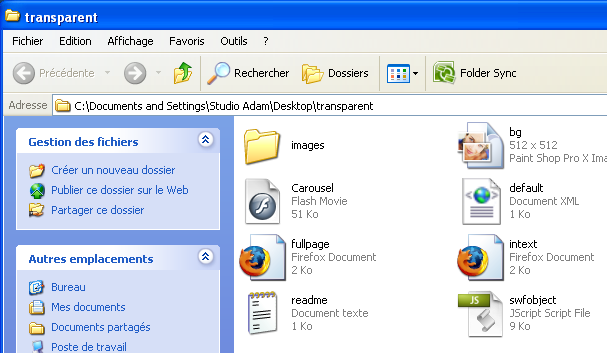 transparent
Fichier Edition Affichage Favoris Outils ?
Précédente Rechercher Dossiers Folder Sync
Adresse C:\Documents and Settings\Studio Adam\Desktop\transparent
Gestion des fichiers
Créer un nouveau dossier
Publier ce dossier sur le Web
Partager ce dossier
Autres emplacements
Bureau
Mes documents
Documents partagés
Poste de travail
images
bg
512 x 512
Paint Shop Pro X Ima
Carousel
Flash Movie
51 Ko
default
Document XML
1 Ko
fullpage
Firefox Document
2 Ko
intext
Firefox Document
2 Ko
readme
Document texte
1 Ko
JS
swfobject
JScript Script File
9 Ko